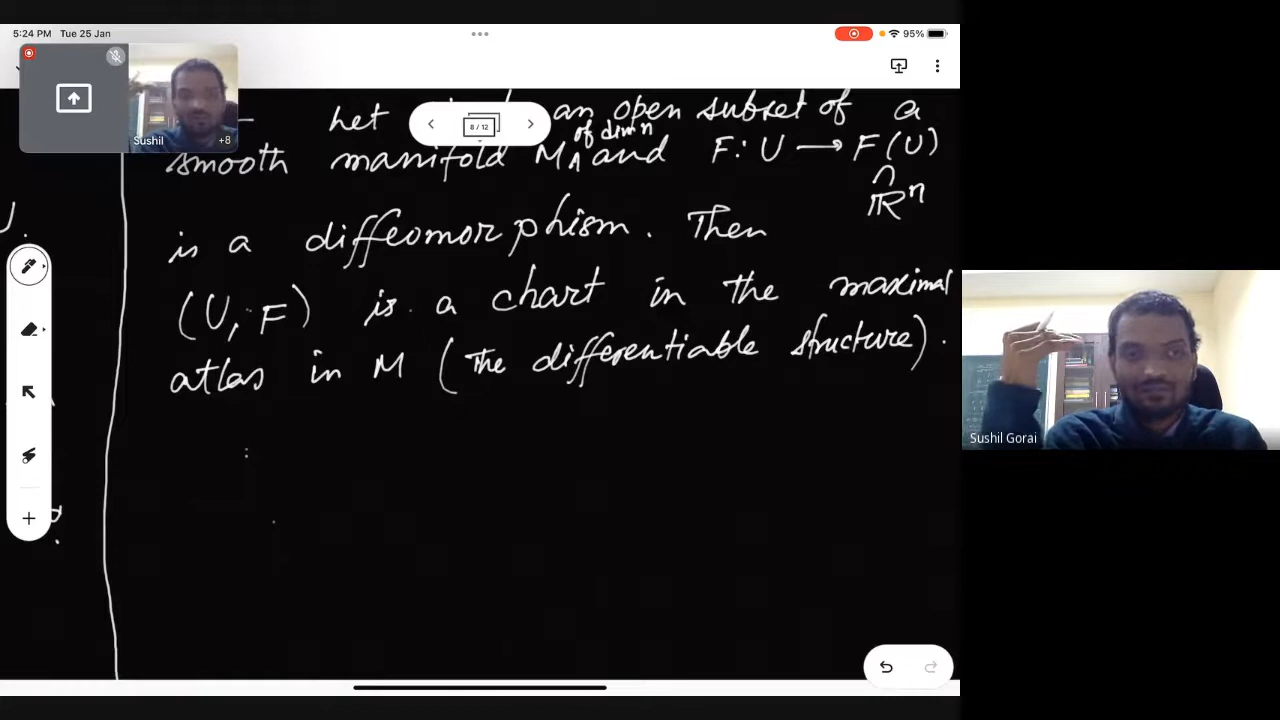 5:24 PM Tue 25 Jan
95%
Sushil
+8
8 / 12
Let an open subset of a
smooth manifold M of dim n and F: U → F(U)
∩
ℝⁿ
is a diffeomorphism. Then
(U, F) is a chart in the maximal
atlas in M (The differentiable structure).
Sushil Gorai